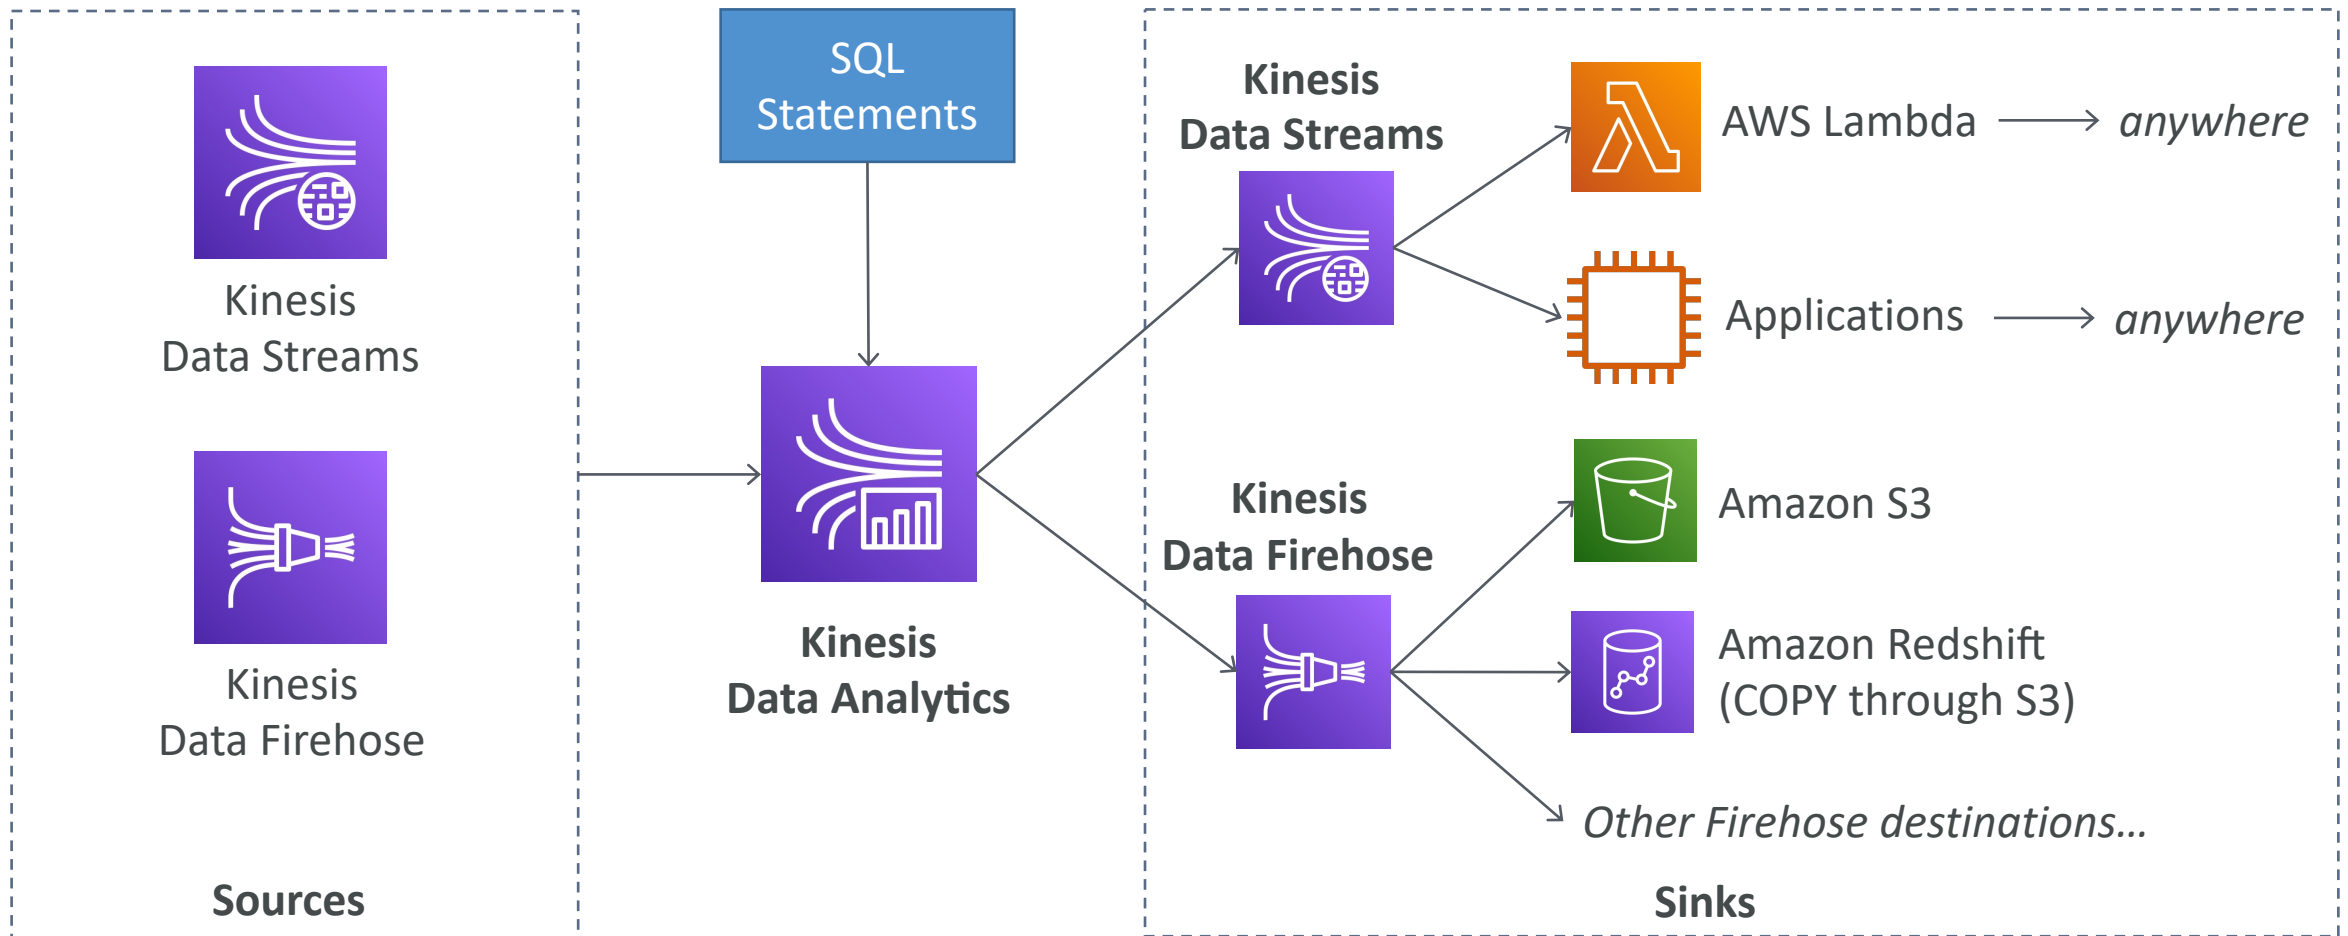 Kinesis
Data Streams
Kinesis
Data Firehose
Sources
SQL
Statements
Kinesis
Data Analytics
Kinesis
Data Streams
AWS Lambda
anywhere
Applications
anywhere
Kinesis
Data Firehose
Amazon S3
Amazon Redshift
(COPY through S3)
Other Firehose destinations...
Sinks